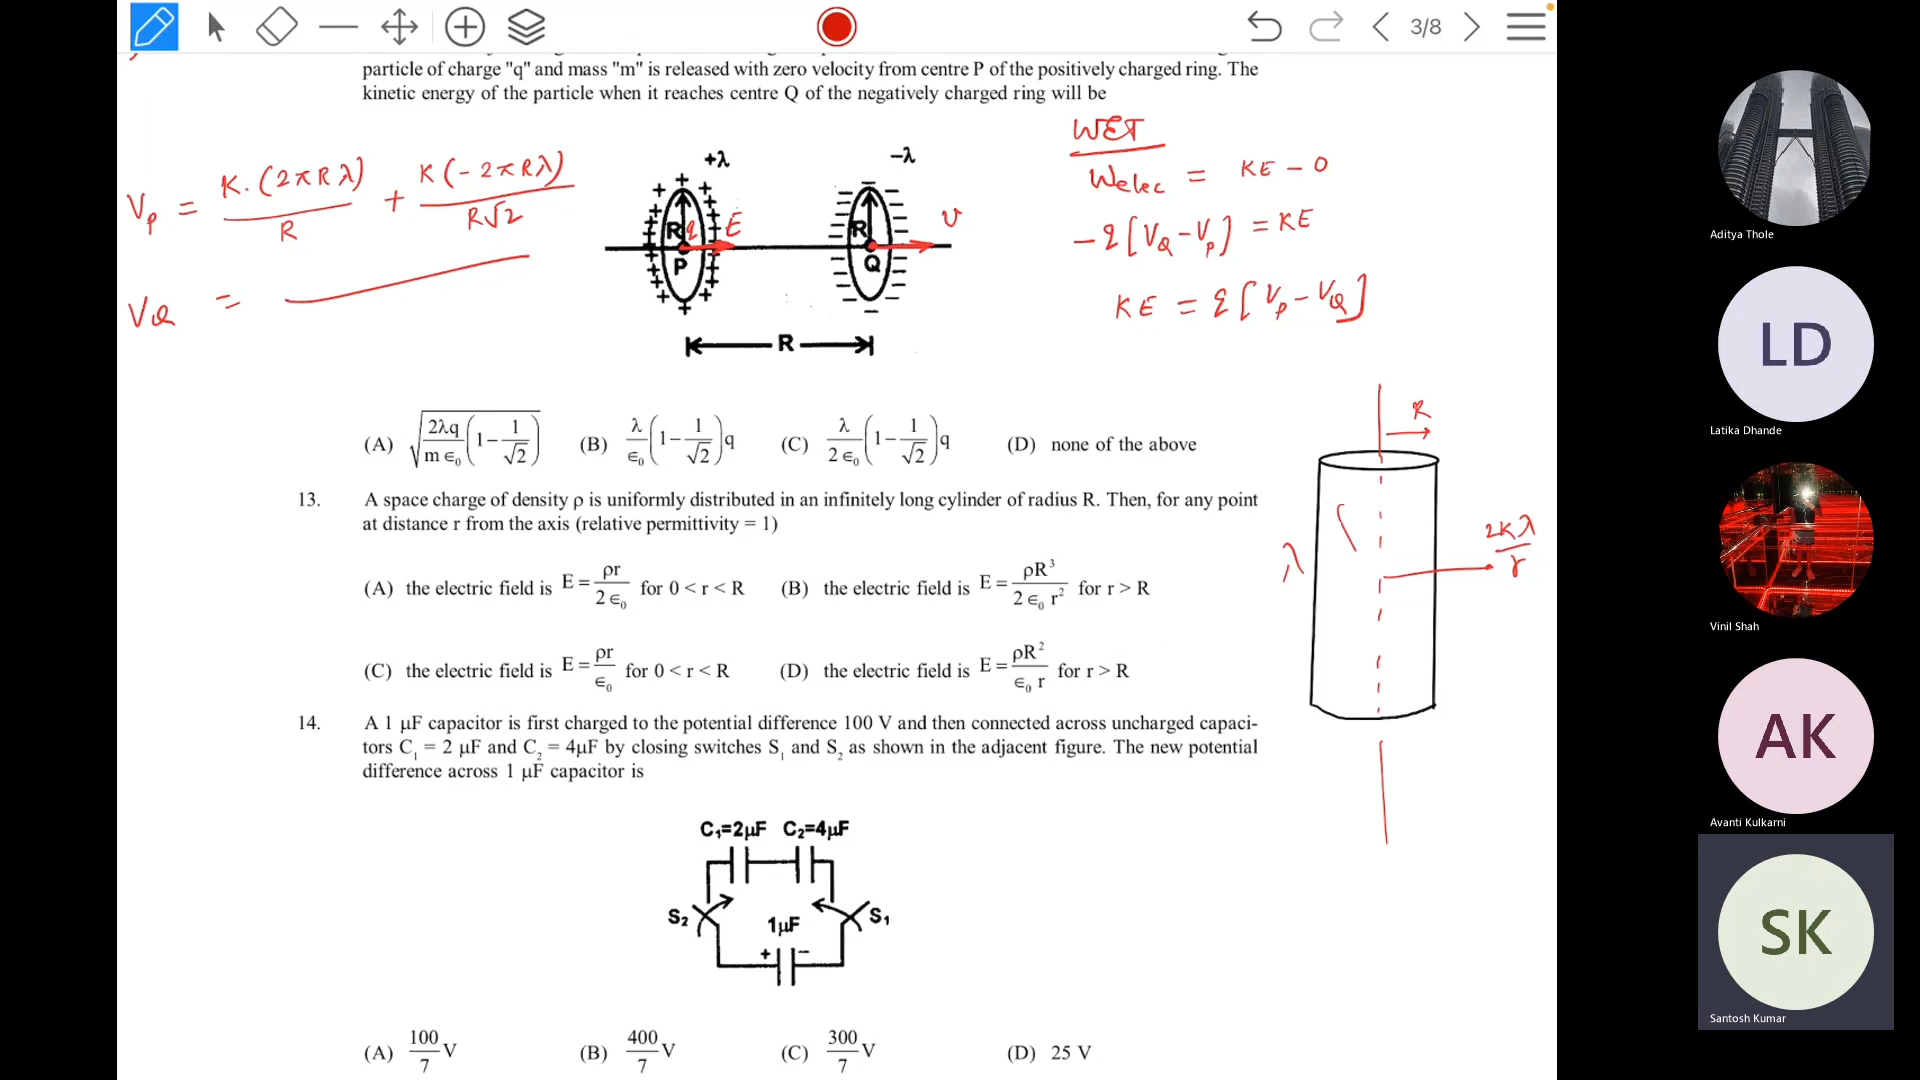 3/8
particle of charge "q" and mass "m" is released with zero velocity from centre P of the positively charged ring. The
kinetic energy of the particle when it reaches centre Q of the negatively charged ring will be
WET
Welec = KE - 0
-q[V_Q - V_P] = KE
KE = q[V_P - V_Q]
V_P = K.(2πRλ)/R + K(-2πRλ)/R√2
V_Q =
+λ
-λ
R
q
E
P
R
Q
v
R
(A) √(2λq/m∈₀ (1 − 1/√2)) (B) λ/∈₀ (1 − 1/√2)q (C) λ/2∈₀ (1 − 1/√2)q (D) none of the above
13. A space charge of density ρ is uniformly distributed in an infinitely long cylinder of radius R. Then, for any point
at distance r from the axis (relative permittivity = 1)
(A) the electric field is E = ρr/2∈₀ for 0 < r < R (B) the electric field is E = ρR³/2∈₀ r² for r > R
(C) the electric field is E = ρr/∈₀ for 0 < r < R (D) the electric field is E = ρR²/∈₀ r for r > R
R
λ
2Kλ/r
14. A 1 μF capacitor is first charged to the potential difference 100 V and then connected across uncharged capaci-
tors C₁ = 2 μF and C₂ = 4μF by closing switches S₁ and S₂ as shown in the adjacent figure. The new potential
difference across 1 μF capacitor is
C₁=2μF C₂=4μF
S₂
1μF
S₁
+ −
(A) 100/7 V (B) 400/7 V (C) 300/7 V (D) 25 V
Aditya Thole
LD
Latika Dhande
Vinil Shah
AK
Avanti Kulkarni
SK
Santosh Kumar